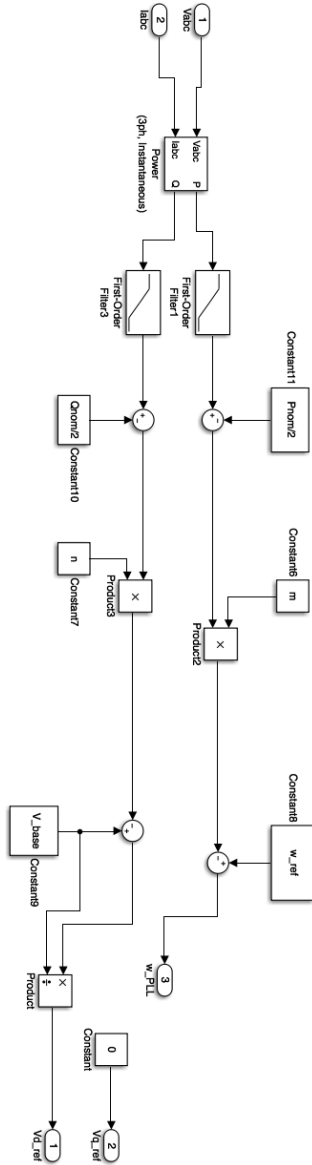 Constant11
Pnom/2
Constant6
m
Constant8
w_ref
1
Vabc
2
Iabc
Vabc
P
Iabc
Q
Power
(3ph, Instantaneous)
First-Order
Filter1
+
-
×
Product2
+
-
3
w_PLL
First-Order
Filter3
+
-
Qnom/2
Constant10
n
Constant7
×
Product3
-
+
V_base
Constant9
0
Constant
2
Vq_ref
×
÷
Product
1
Vd_ref